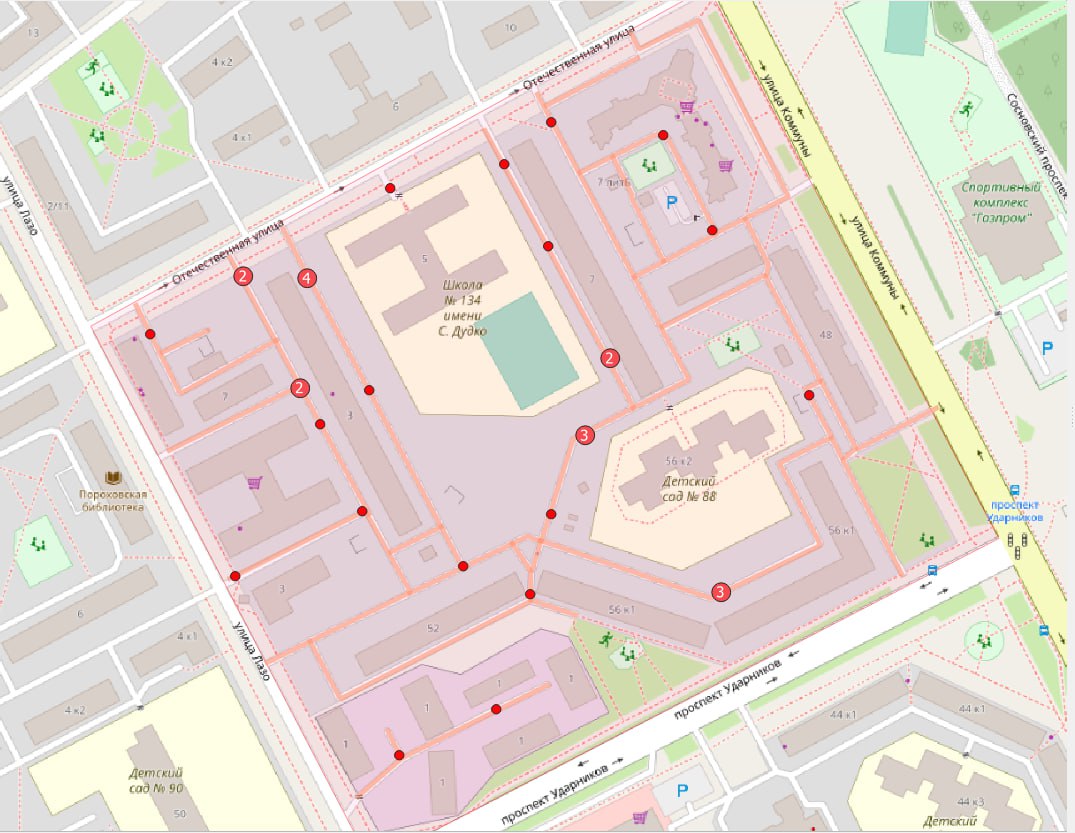 13
4 к2
10
Отечественная улица
6
4 к1
улица Коммуны
Сосновский проспек
улица Лазо
2/11
7 лить
P
Спортивный
комплекс
"Газпром"
улица Коммуны
Отечественная улица
5
2
4
7
Школа
№ 134
имени
С. Дудко
48
P
2
2
7
3
3
56 к2
Детский
сад № 88
Пороховская
библиотека
проспект
Ударников
56 к1
3
3
6
56 к1
52
4 к1
улица Лазо
1
1
1
проспект Ударников
4 к2
1
1
44 к1
44 к1
Детский
сад № 90
1
проспект Ударников
P
50
44 к3
Детский